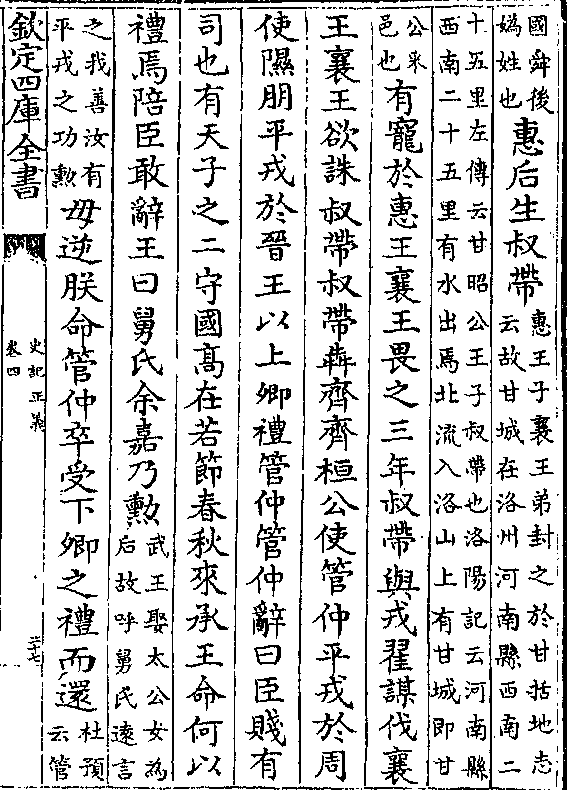 國舜後
嬀姓也
惠后生叔帶
惠王子襄王弟封之於甘括地志
云故甘城在洛州河南縣西南二
十五里左傳云甘昭公王子叔帶也洛陽記云河南縣
西南二十五里有水出焉北流入洛山上有甘城即甘
公来
邑也
有寵於惠王襄王畏之三年叔帶與戎翟謀伐襄
王襄王欲誅叔帶叔帶犇齊齊桓公使管仲平戎於周
使隰朋平戎於晉王以上卿禮管仲管仲辭曰臣賤有
司也有天子之二守國髙在若節春秋來承王命何以
禮焉陪臣敢辭王曰舅氏余嘉乃勲
武王娶太公女為
后故呼舅氏逺言
之我善汝有
平戎之功勲
毋逆朕命管仲卒受下卿之禮而還
杜預
云管
欽定四庫全書
史記正義
卷四
二十七